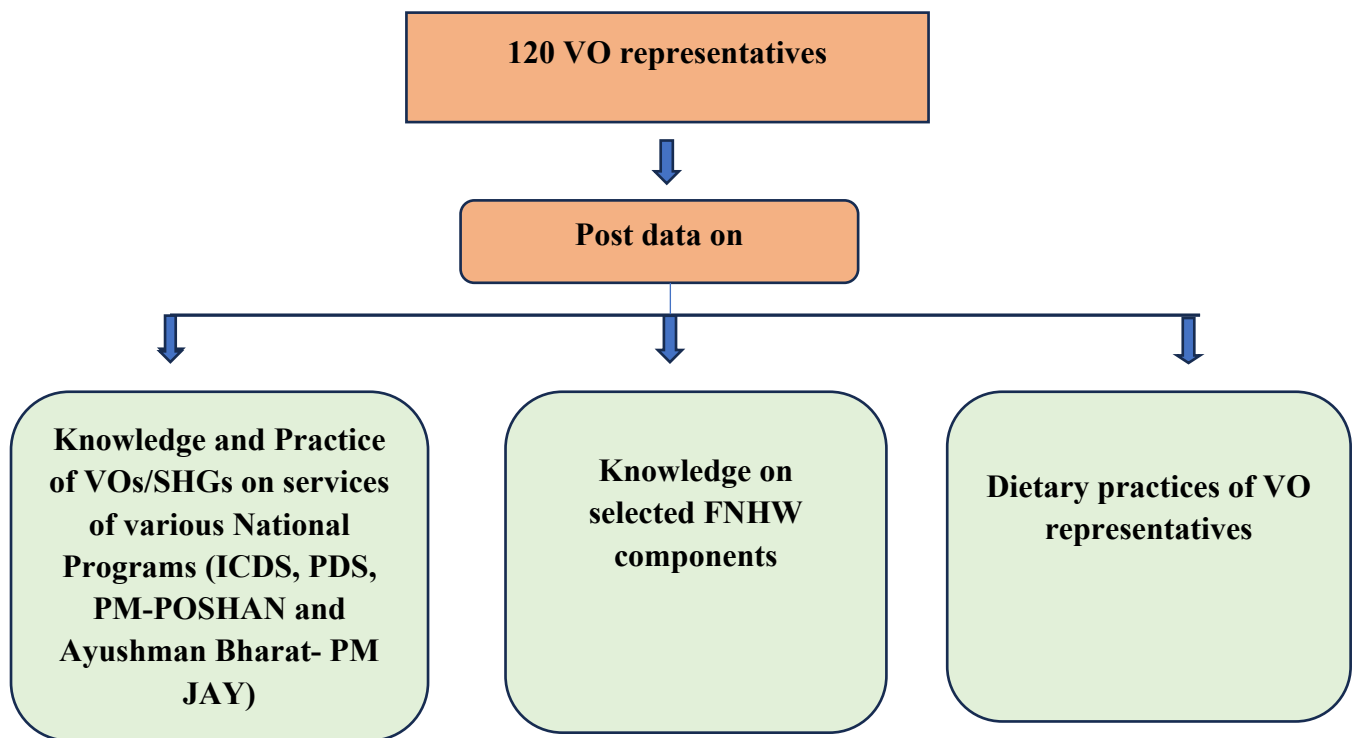 120 VO representatives
Post data on
Knowledge and Practice
of VOs/SHGs on services
of various National
Programs (ICDS, PDS,
PM-POSHAN and
Ayushman Bharat- PM
JAY)
Knowledge on
selected FNHW
components
Dietary practices of VO
representatives